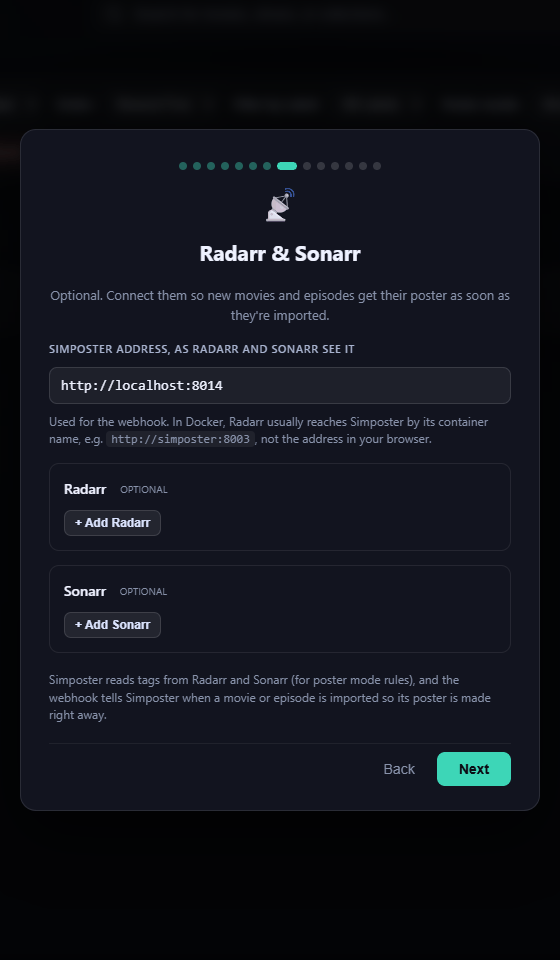 Radarr & Sonarr
Optional. Connect them so new movies and episodes get their poster as soon as
they're imported.
SIMPOSTER ADDRESS, AS RADARR AND SONARR SEE IT
http://localhost:8014
Used for the webhook. In Docker, Radarr usually reaches Simposter by its container
name, e.g. http://simposter:8003, not the address in your browser.
Radarr OPTIONAL
+ Add Radarr
Sonarr OPTIONAL
+ Add Sonarr
Simposter reads tags from Radarr and Sonarr (for poster mode rules), and the
webhook tells Simposter when a movie or episode is imported so its poster is made
right away.
Back Next